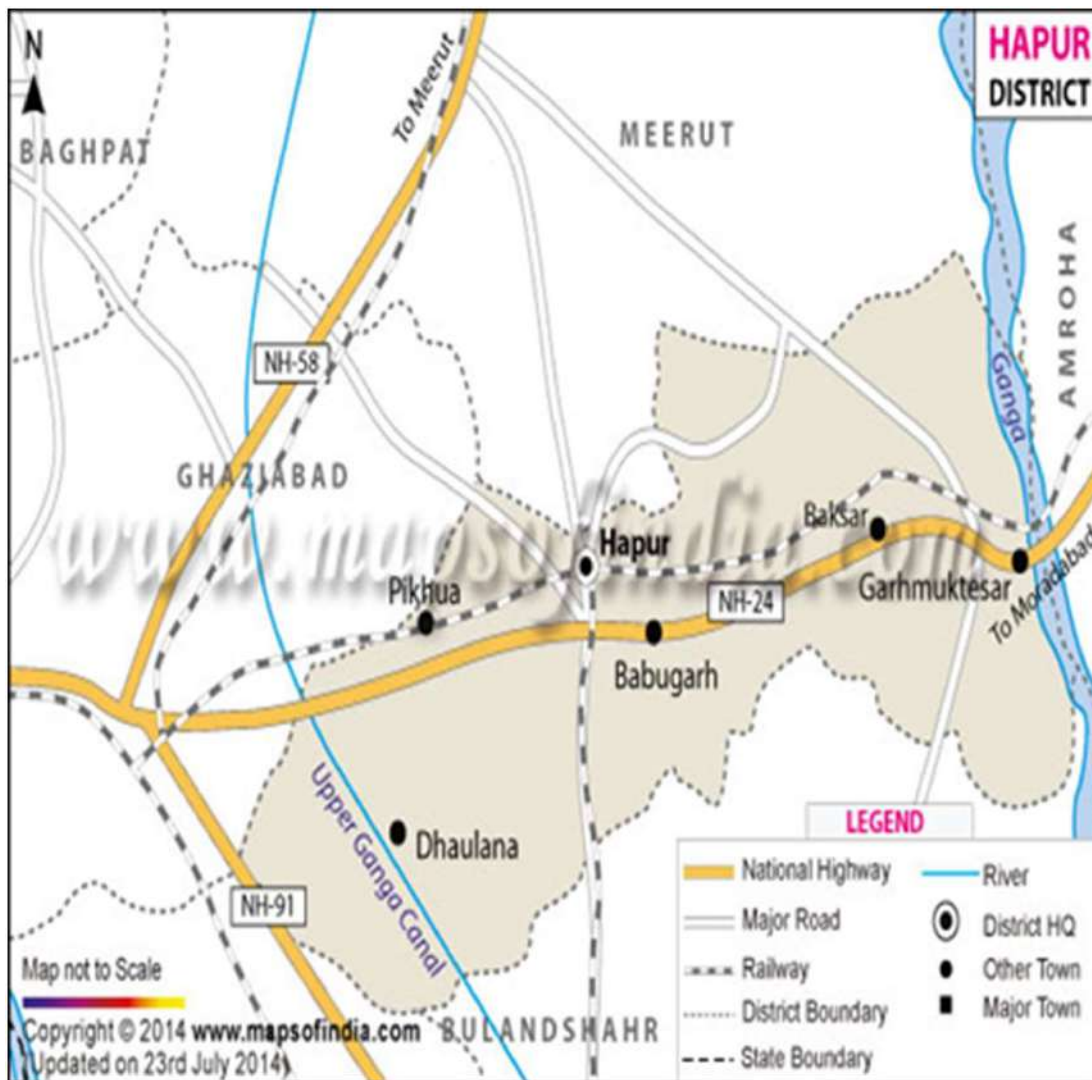 HAPUR
DISTRICT
N
To Meerut
BAGHPAT
MEERUT
AMROHA
NH-58
Ganga
GHAZIABAD
www.mapsofindia.com
Baksar
Hapur
Pikhua
NH-24
Garhmuktesar
To Moradabad
Babugarh
Upper Ganga Canal
Dhaulana
NH-91
LEGEND
National Highway
River
Major Road
District HQ
Railway
Other Town
District Boundary
Major Town
State Boundary
Map not to Scale
Copyright © 2014 www.mapsofindia.com
(Updated on 23rd July 2014)
BULANDSHAHR